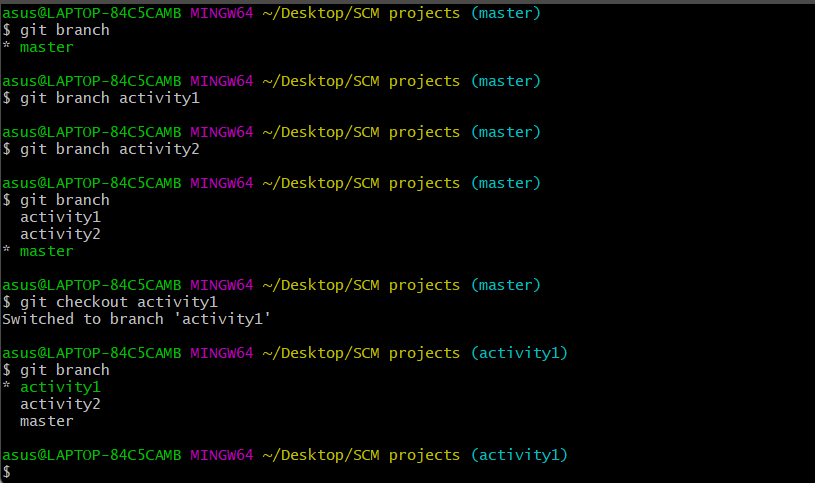 asus@LAPTOP-84C5CAMB MINGW64 ~/Desktop/SCM projects (master)
$ git branch
* master
asus@LAPTOP-84C5CAMB MINGW64 ~/Desktop/SCM projects (master)
$ git branch activity1
asus@LAPTOP-84C5CAMB MINGW64 ~/Desktop/SCM projects (master)
$ git branch activity2
asus@LAPTOP-84C5CAMB MINGW64 ~/Desktop/SCM projects (master)
$ git branch
  activity1
  activity2
* master
asus@LAPTOP-84C5CAMB MINGW64 ~/Desktop/SCM projects (master)
$ git checkout activity1
Switched to branch 'activity1'
asus@LAPTOP-84C5CAMB MINGW64 ~/Desktop/SCM projects (activity1)
$ git branch
* activity1
  activity2
  master
asus@LAPTOP-84C5CAMB MINGW64 ~/Desktop/SCM projects (activity1)
$